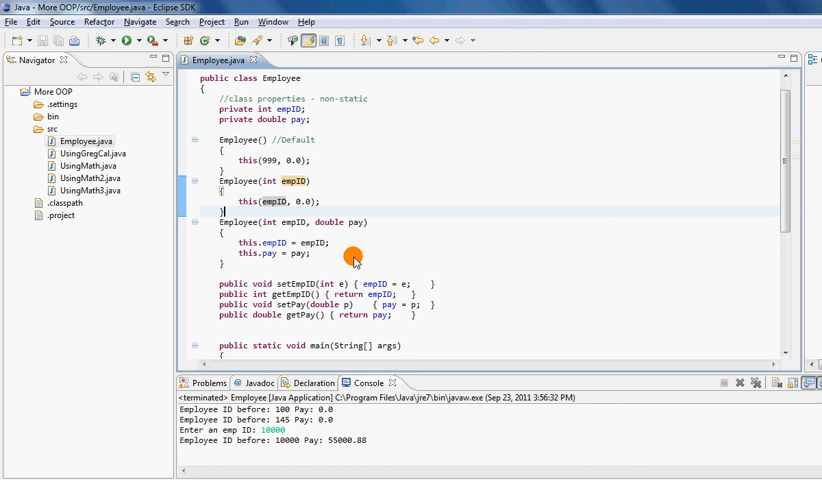 Java - More OOP/src/Employee.java - Eclipse SDK
File Edit Source Refactor Navigate Search Project Run Window Help
Navigator
More OOP
.settings
bin
src
Employee.java
UsingGregCal.java
UsingMath.java
UsingMath2.java
UsingMath3.java
.classpath
.project
Employee.java
public class Employee
{
//class properties - non-static
private int empID;
private double pay;
Employee() //Default
{
this(999, 0.0);
}
Employee(int empID)
{
this(empID, 0.0);
}
Employee(int empID, double pay)
{
this.empID = empID;
this.pay = pay;
}
public void setEmpID(int e) { empID = e; }
public int getEmpID() { return empID; }
public void setPay(double p) { pay = p; }
public double getPay() { return pay; }
public static void main(String[] args)
{
Problems Javadoc Declaration Console
<terminated> Employee [Java Application] C:\Program Files\Java\jre7\bin\javaw.exe (Sep 23, 2011 3:56:32 PM)
Employee ID before: 100 Pay: 0.0
Employee ID before: 145 Pay: 0.0
Enter an emp ID: 10000
Employee ID before: 10000 Pay: 55000.88